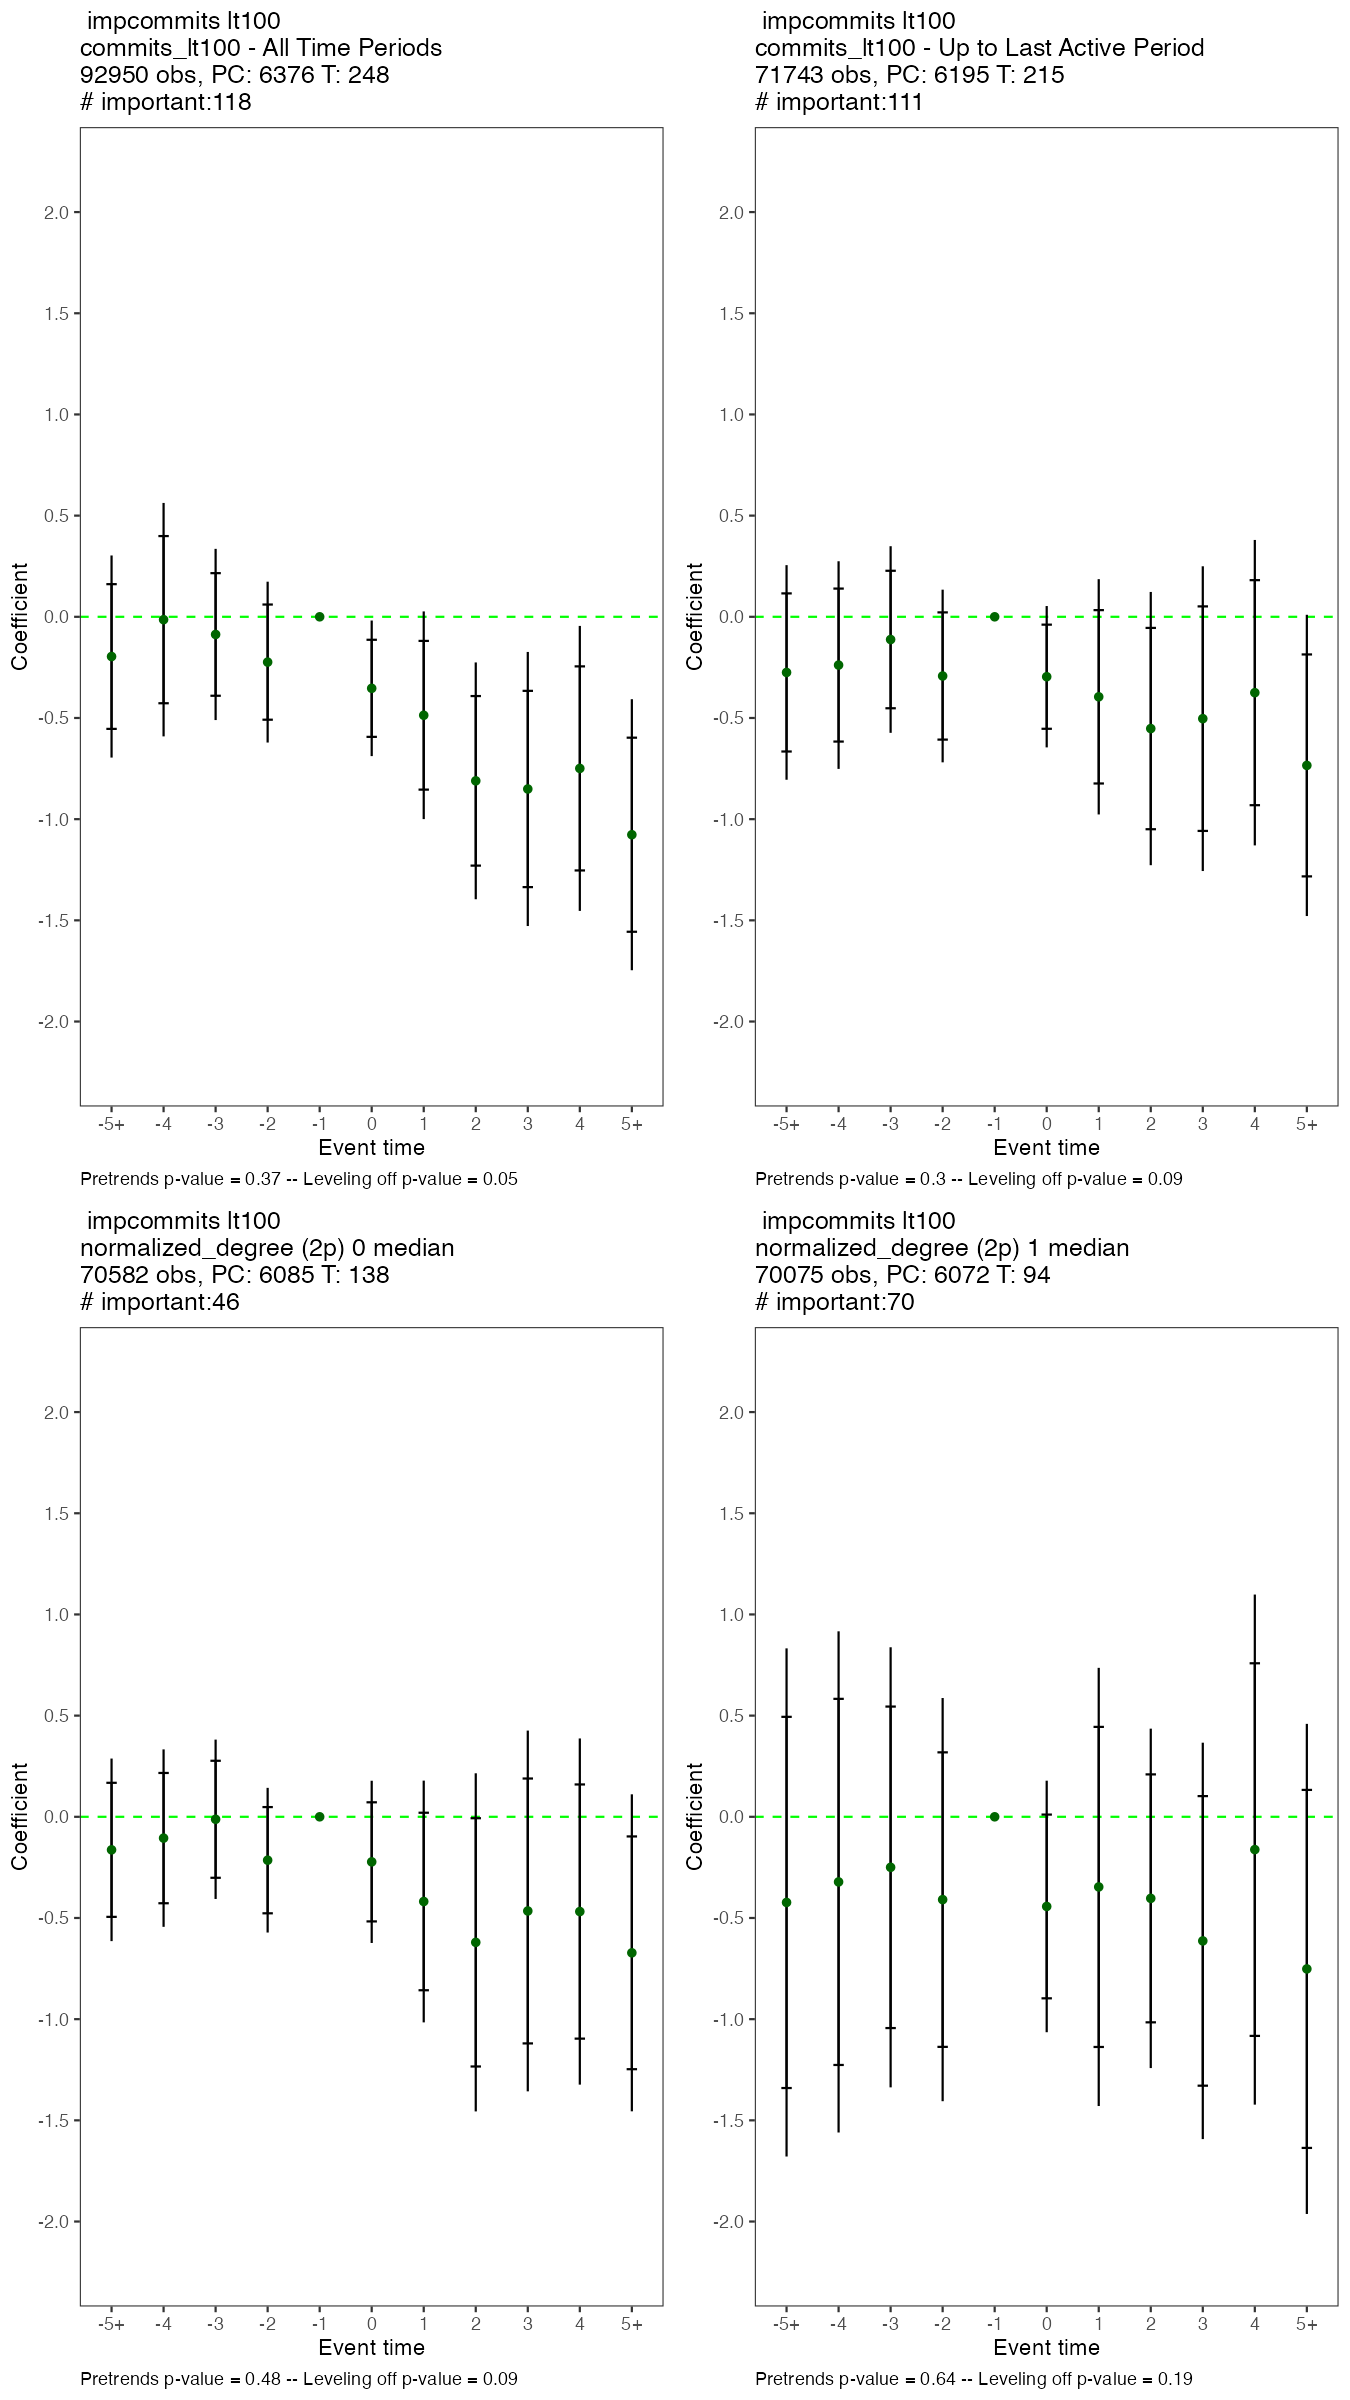 impcommits lt100
commits_lt100 - All Time Periods
92950 obs, PC: 6376 T: 248
# important:118
2.0
1.5
1.0
0.5
0.0
-0.5
-1.0
-1.5
-2.0
Coefficient
-5+ -4 -3 -2 -1 0 1 2 3 4 5+
Event time
Pretrends p-value = 0.37 -- Leveling off p-value = 0.05
impcommits lt100
commits_lt100 - Up to Last Active Period
71743 obs, PC: 6195 T: 215
# important:111
2.0
1.5
1.0
0.5
0.0
-0.5
-1.0
-1.5
-2.0
Coefficient
-5+ -4 -3 -2 -1 0 1 2 3 4 5+
Event time
Pretrends p-value = 0.3 -- Leveling off p-value = 0.09
impcommits lt100
normalized_degree (2p) 0 median
70582 obs, PC: 6085 T: 138
# important:46
2.0
1.5
1.0
0.5
0.0
-0.5
-1.0
-1.5
-2.0
Coefficient
-5+ -4 -3 -2 -1 0 1 2 3 4 5+
Event time
Pretrends p-value = 0.48 -- Leveling off p-value = 0.09
impcommits lt100
normalized_degree (2p) 1 median
70075 obs, PC: 6072 T: 94
# important:70
2.0
1.5
1.0
0.5
0.0
-0.5
-1.0
-1.5
-2.0
Coefficient
-5+ -4 -3 -2 -1 0 1 2 3 4 5+
Event time
Pretrends p-value = 0.64 -- Leveling off p-value = 0.19